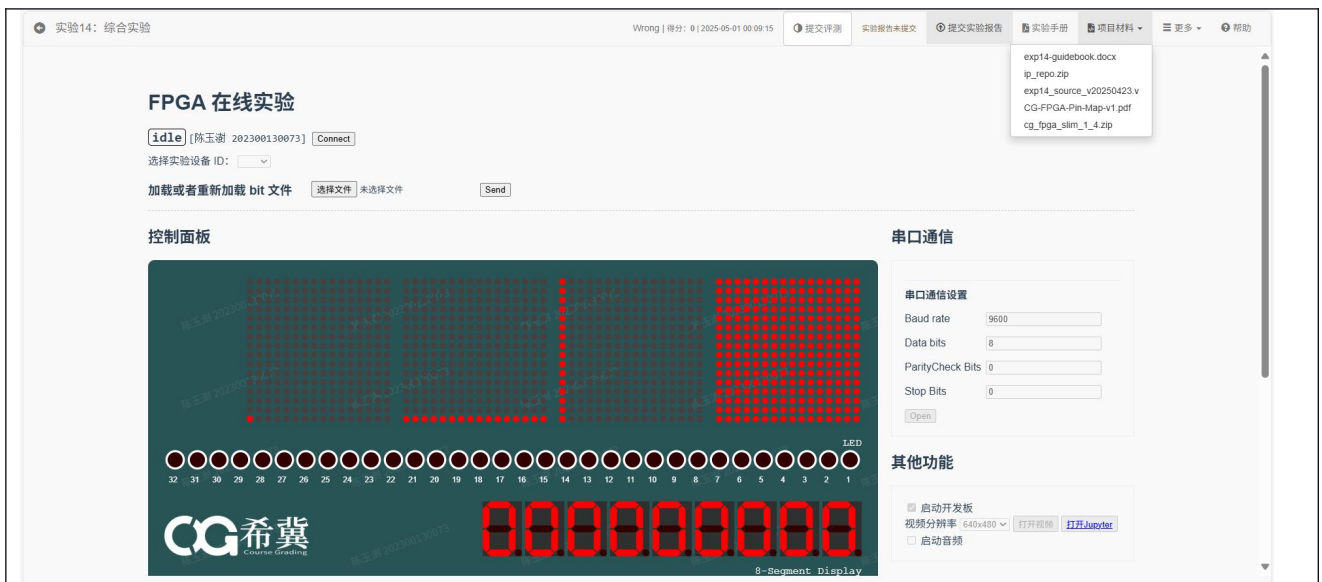 实验14：综合实验
Wrong | 得分：0 | 2025-05-01 00:09:15
提交评测
实验报告未提交
提交实验报告
实验手册
项目材料
更多
帮助
exp14-guidebook.docx
ip_repo.zip
exp14_source_v20250423.v
CG-FPGA-Pin-Map-v1.pdf
cg_fpga_slim_1_4.zip
FPGA 在线实验
idle [陈玉谢 202300130073] Connect
选择实验设备 ID：
加载或者重新加载 bit 文件 选择文件 未选择文件 Send
控制面板
LED
32 31 30 29 28 27 26 25 24 23 22 21 20 19 18 17 16 15 14 13 12 11 10 9 8 7 6 5 4 3 2 1
CG希冀
Course Grading
00000000
8-Segment Display
串口通信
串口通信设置
Baud rate 9600
Data bits 8
ParityCheck Bits 0
Stop Bits 0
Open
其他功能
启动开发板
视频分辨率 640x480 打开视频 打开Jupyter
启动音频